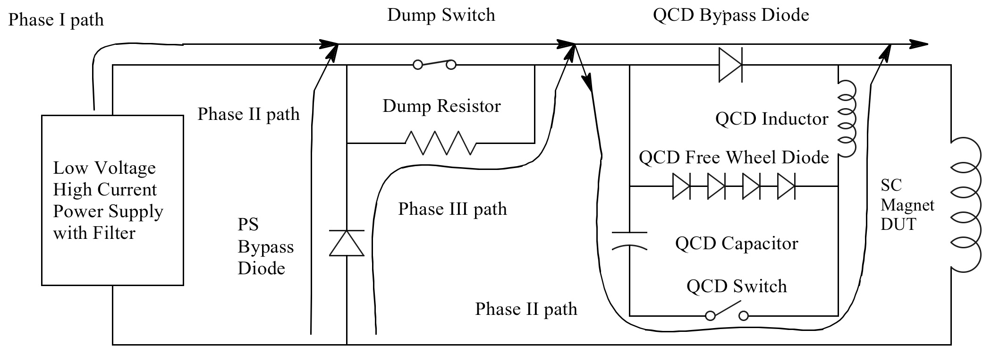 Phase I path
Dump Switch
QCD Bypass Diode
Phase II path
Dump Resistor
QCD Inductor
QCD Free Wheel Diode
Low Voltage
High Current
Power Supply
with Filter
SC
Magnet
DUT
Phase III path
PS
Bypass
Diode
QCD Capacitor
QCD Switch
Phase II path